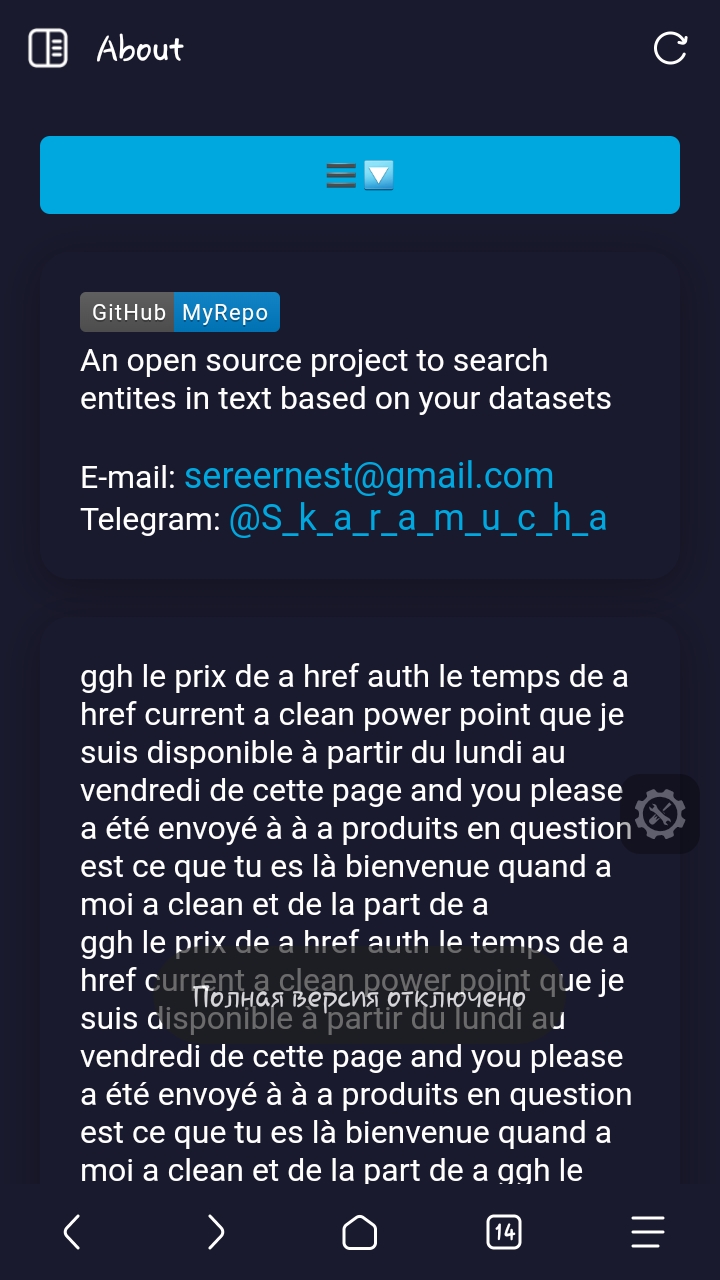 About
GitHub MyRepo
An open source project to search
entites in text based on your datasets
E-mail: sereernest@gmail.com
Telegram: @S_k_a_r_a_m_u_c_h_a
ggh le prix de a href auth le temps de a
href current a clean power point que je
suis disponible à partir du lundi au
vendredi de cette page and you please
a été envoyé à à a produits en question
est ce que tu es là bienvenue quand a
moi a clean et de la part de a
ggh le prix de a href auth le temps de a
href current a clean power point que je
Полная версия отключено
suis disponible à partir du lundi au
vendredi de cette page and you please
a été envoyé à à a produits en question
est ce que tu es là bienvenue quand a
moi a clean et de la part de a ggh le
14